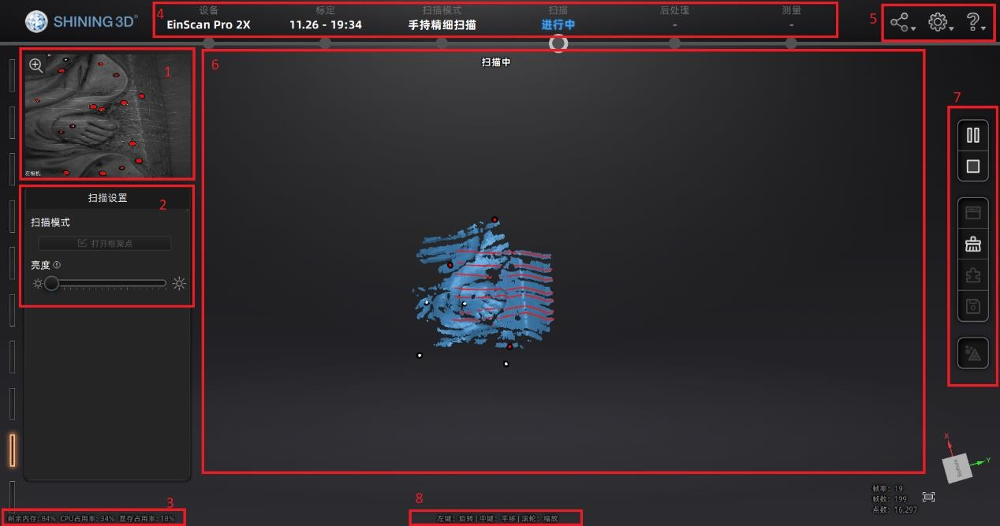 SHINING 3D®
4
设备
标定
扫描模式
扫描
后处理
测量
EinScan Pro 2X
11.26 - 19:34
手持精细扫描
进行中
-
-
5
1
左相机
6
扫描中
7
扫描设置
2
扫描模式
打开框架点
亮度
X
Y
Bottom
帧率: 19
帧数: 199
点数: 16,297
3
剩余内存: 84% CPU占用率: 34% 显存占用率: 18%
8
左键: 旋转 | 中键: 平移 | 滚轮: 缩放